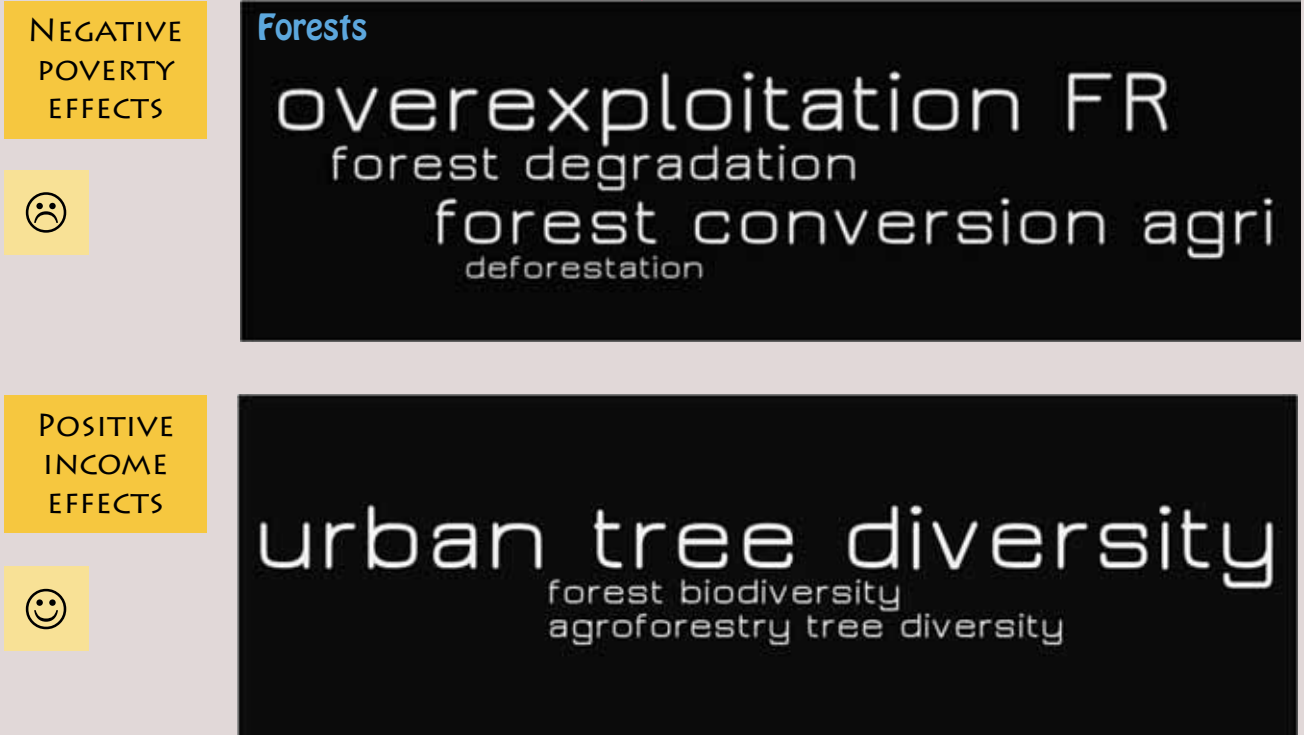 NEGATIVE
POVERTY
EFFECTS
Forests
overexploitation FR
forest degradation
forest conversion agri
deforestation
POSITIVE
INCOME
EFFECTS
urban tree diversity
forest biodiversity
agroforestry tree diversity